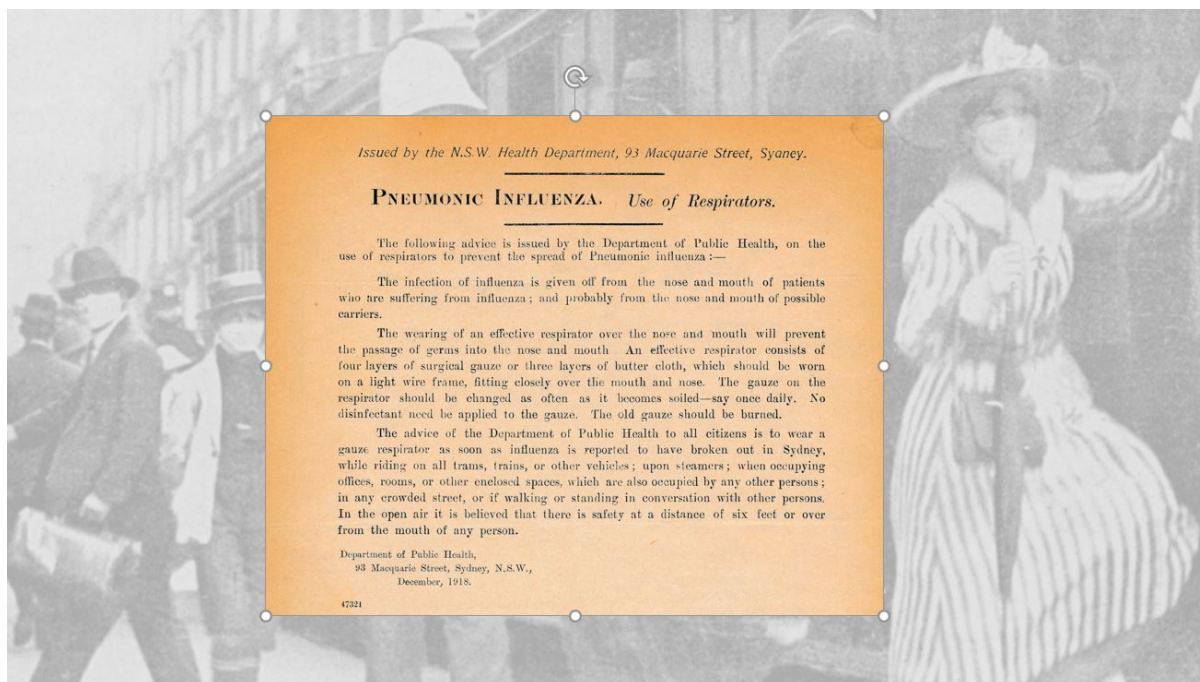 Issued by the N.S.W. Health Department, 93 Macquarie Street, Syaney.
PNEUMONIC INFLUENZA. Use of Respirators.
The following advice is issued by the Department of Public Health, on the
use of respirators to prevent the spread of Pneumonic influenza :—
The infection of influenza is given off from the nose and mouth of patients
who are suffering from influenza ; and probably from the nose and mouth of possible
carriers.
The wearing of an effective respirator over the nose and mouth will prevent
the passage of germs into the nose and mouth An effective respirator consists of
four layers of surgical gauze or three layers of butter cloth, which should be worn
on a light wire frame, fitting closely over the mouth and nose. The gauze on the
respirator should be changed as often as it becomes soiled—say once daily. No
disinfectant need be applied to the gauze. The old gauze should be burned.
The advice of the Department of Public Health to all citizens is to wear a
gauze respirator as soon as influenza is reported to have broken out in Sydney,
while riding on all trams, trains, or other vehicles ; upon steamers ; when occupying
offices, rooms, or other enclosed spaces, which are also occupied by any other persons ;
in any crowded street, or if walking or standing in conversation with other persons.
In the open air it is believed that there is safety at a distance of six feet or over
from the mouth of any person.
Department of Public Health,
93 Macquarie Street, Sydney, N.S.W.,
December, 1918.
47321